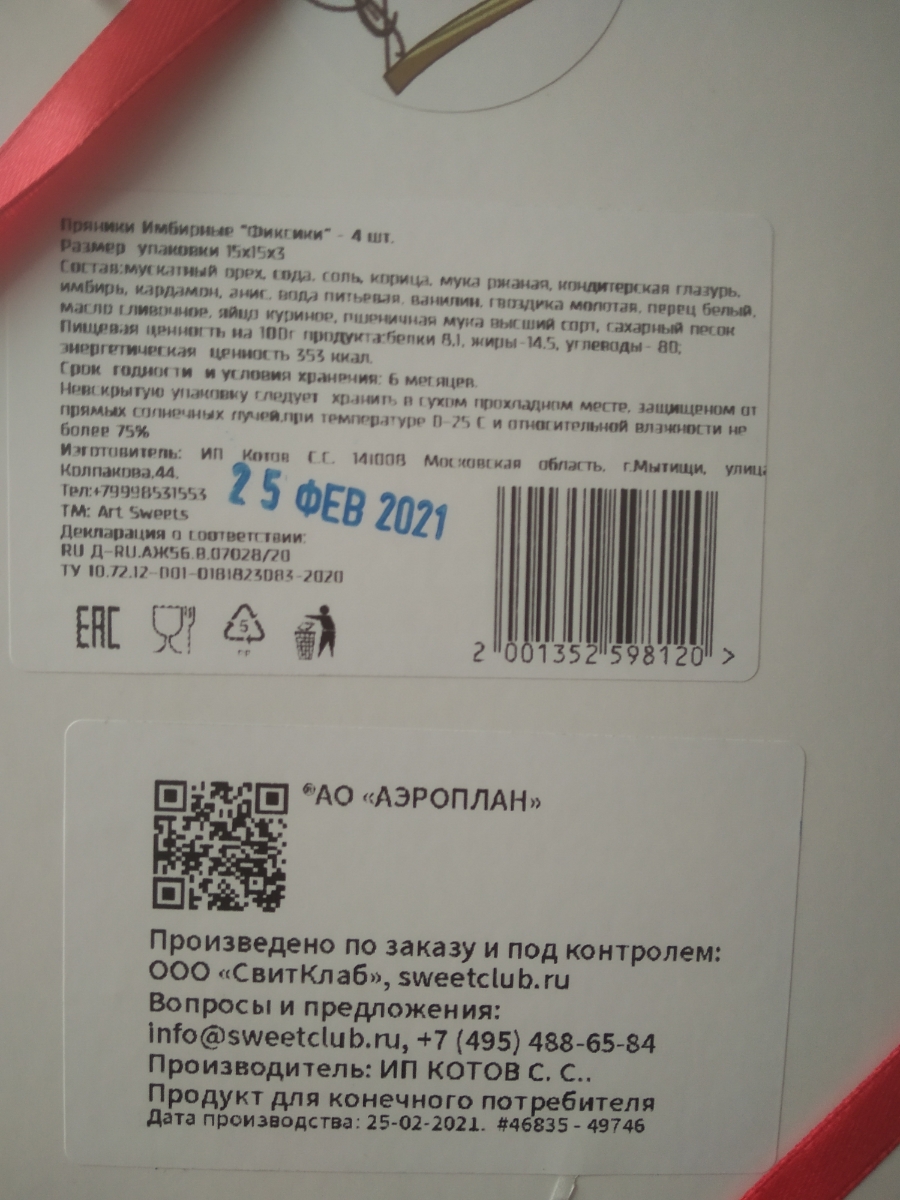 Пряники Имбирные "Фиксики" - 4 шт.
Размер упаковки 15х15х3
Состав:мускатный орех, сода, соль, корица, мука ржаная, кондитерская глазурь,
имбирь, кардамон, анис, вода питьевая, ванилин, гвоздика молотая, перец белый,
масло сливочное, яйцо куриное, пшеничная мука высший сорт, сахарный песок
Пищевая ценность на 100г продукта:белки 8,1, жиры-14.5, углеводы- 80;
энергетическая ценность 353 ккал.
Срок годности и условия хранения: 6 месяцев.
Невскрытую упаковку следует хранить в сухом прохладном месте, защищеном от
прямых солнечных лучей,при температуре 0-25 С и относительной влажности не
более 75%
Изготовитель: ИП Котов С.С. 141008 Московская область, г.Мытищи, улица
Колпакова,44.
Тел:+79998531553
25 ФЕВ 2021
ТМ: Art Sweets
Декларация о соответствии:
RU Д-RU.АЖ56.В.07028/20
ТУ 10.72.12-001-0181823083-2020
EAC
5
PP
2 001352 598120 >
®АО «АЭРОПЛАН»
Произведено по заказу и под контролем:
ООО «СвитКлаб», sweetclub.ru
Вопросы и предложения:
info@sweetclub.ru, +7 (495) 488-65-84
Производитель: ИП КОТОВ С. С..
Продукт для конечного потребителя
Дата производства: 25-02-2021. #46835 - 49746